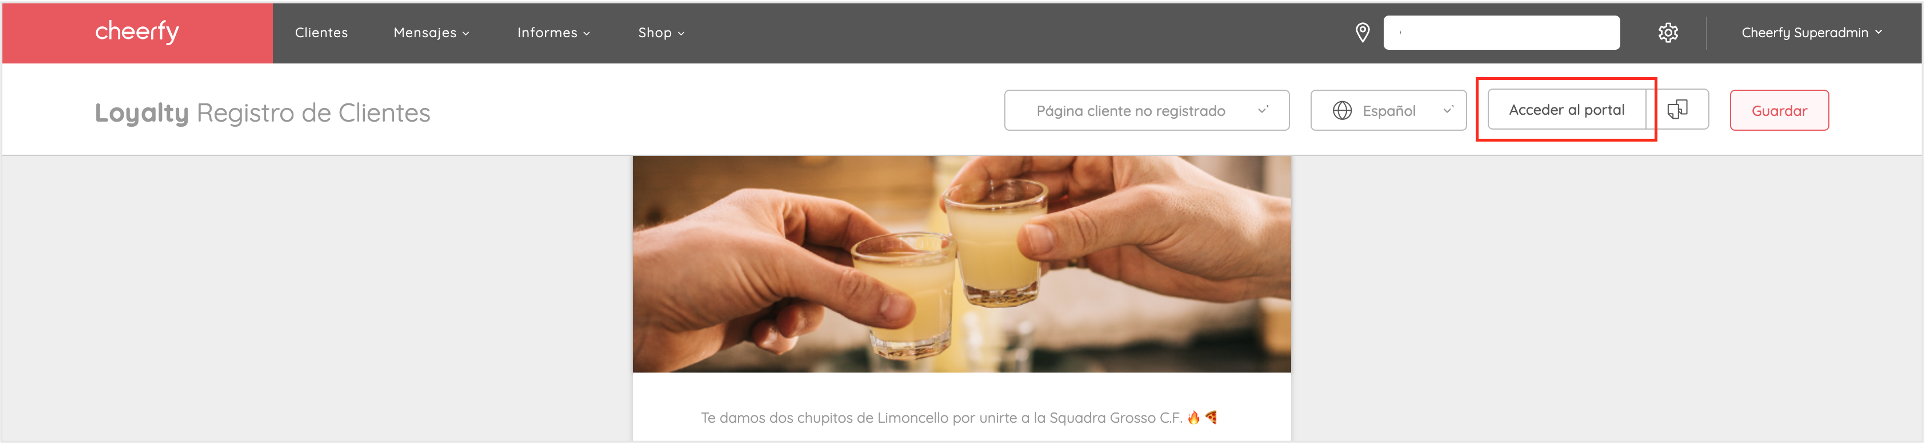 cheerfy Clientes Mensajes Informes Shop Cheerfy Superadmin
Loyalty Registro de Clientes Página cliente no registrado Español Acceder al portal Guardar
Te damos dos chupitos de Limoncello por unirte a la Squadra Grosso C.F. 🔥 🍕